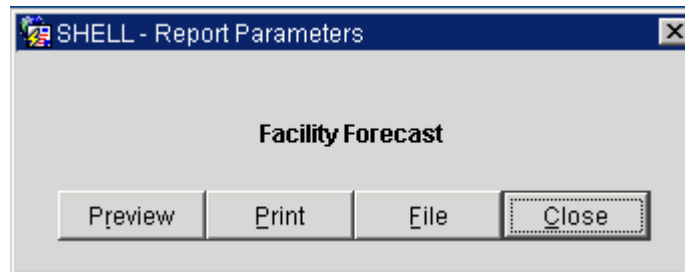 SHELL - Report Parameters
Facility Forecast
Preview Print File Close